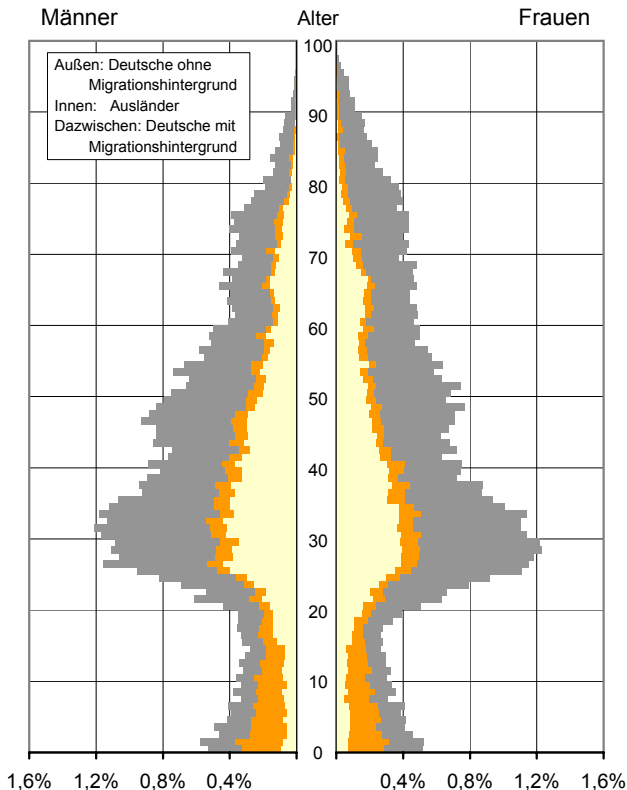 Männer Alter Frauen
100
Außen: Deutsche ohne
Migrationshintergrund
Innen: Ausländer
Dazwischen: Deutsche mit
Migrationshintergrund
90
80
70
60
50
40
30
20
10
0
1,6% 1,2% 0,8% 0,4% 0,4% 0,8% 1,2% 1,6%